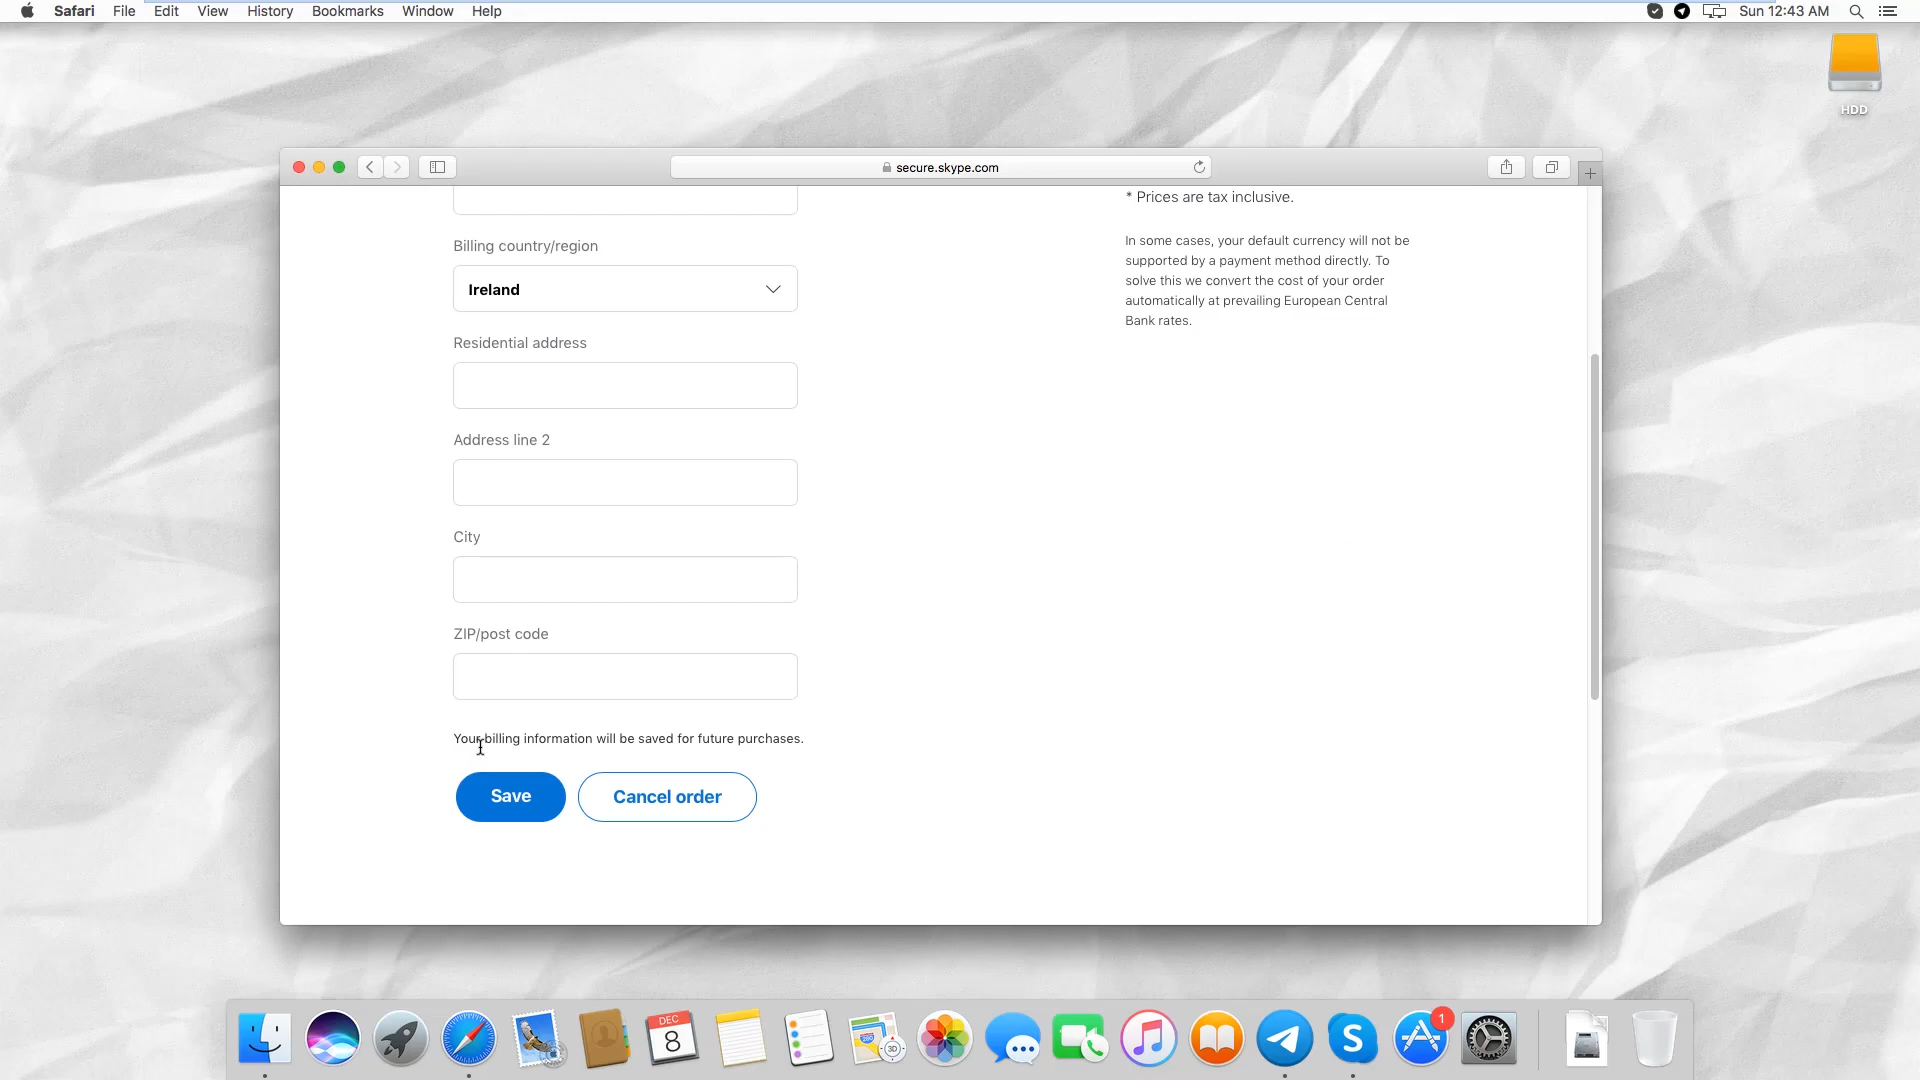 Safari File Edit View History Bookmarks Window Help Sun 12:43 AM
HDD
secure.skype.com
* Prices are tax inclusive.
Billing country/region
In some cases, your default currency will not be
supported by a payment method directly. To
solve this we convert the cost of your order
automatically at prevailing European Central
Bank rates.
Ireland
Residential address
Address line 2
City
ZIP/post code
Your billing information will be saved for future purchases.
Save
Cancel order
DEC
8
280
3D
S
1